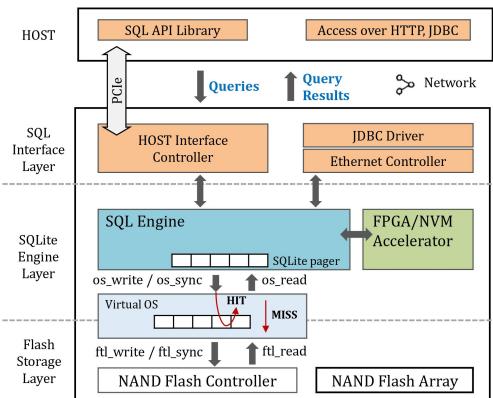 HOST
SQL API Library
Access over HTTP, JDBC
PCIe
Queries
Query
Results
Network
SQL
Interface
Layer
HOST Interface
Controller
JDBC Driver
Ethernet Controller
SQLite
Engine
Layer
SQL Engine
SQLite pager
FPGA/NVM
Accelerator
os_write / os_sync
os_read
Virtual OS
HIT
MISS
Flash
Storage
Layer
ftl_write / ftl_sync
ftl_read
NAND Flash Controller
NAND Flash Array